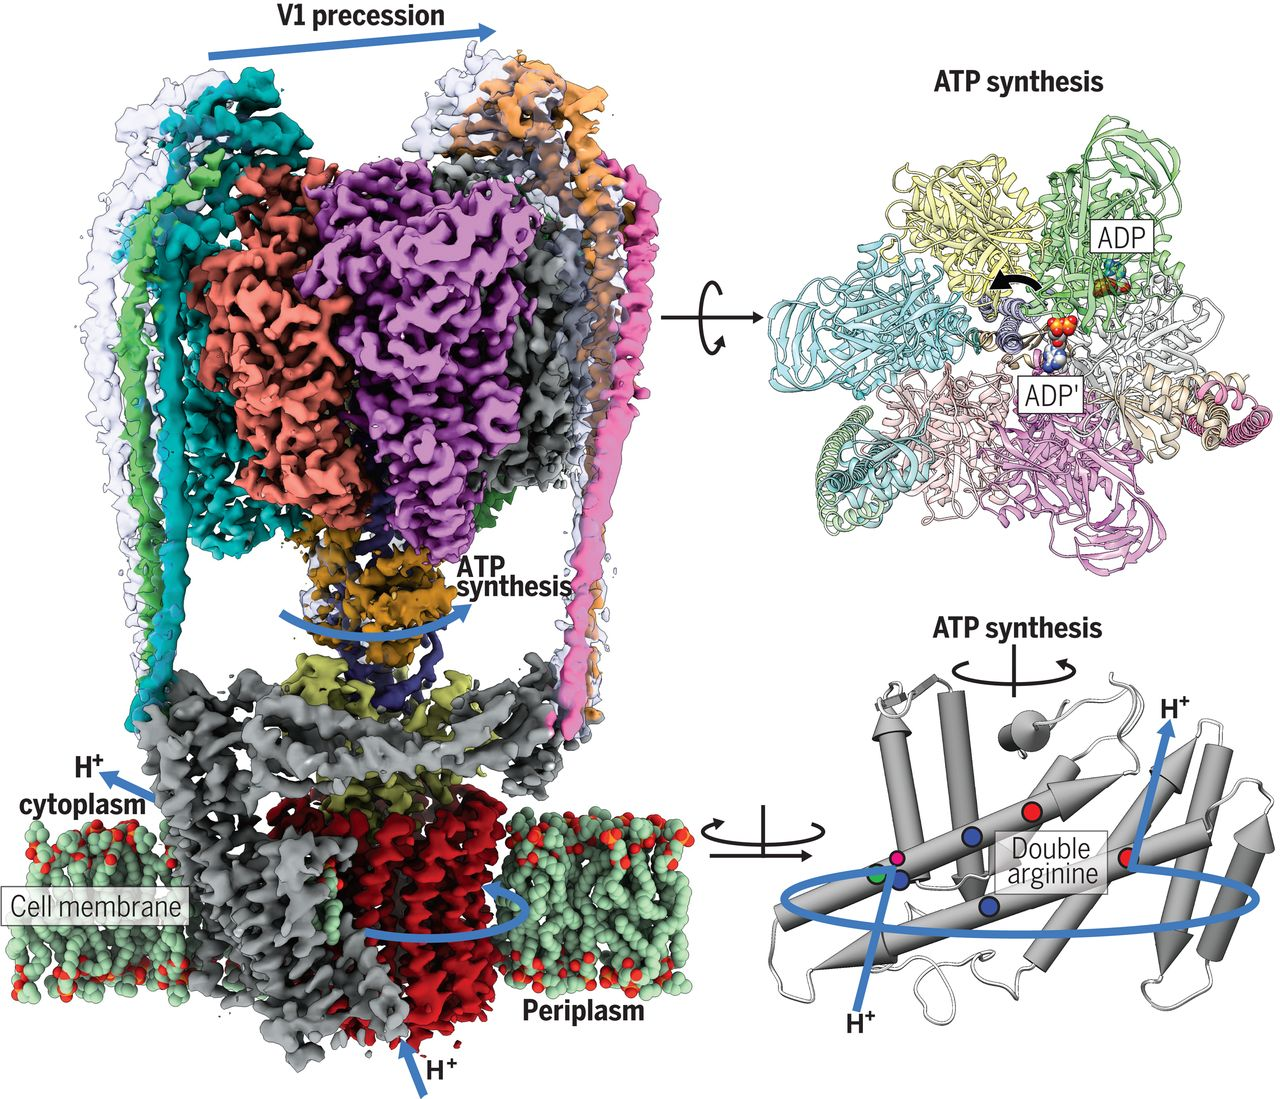 V1 precession
ATP synthesis
ADP
ADP'
ATP
synthesis
ATP synthesis
H+
H+
cytoplasm
Double
arginine
Cell membrane
Periplasm
H+
H+